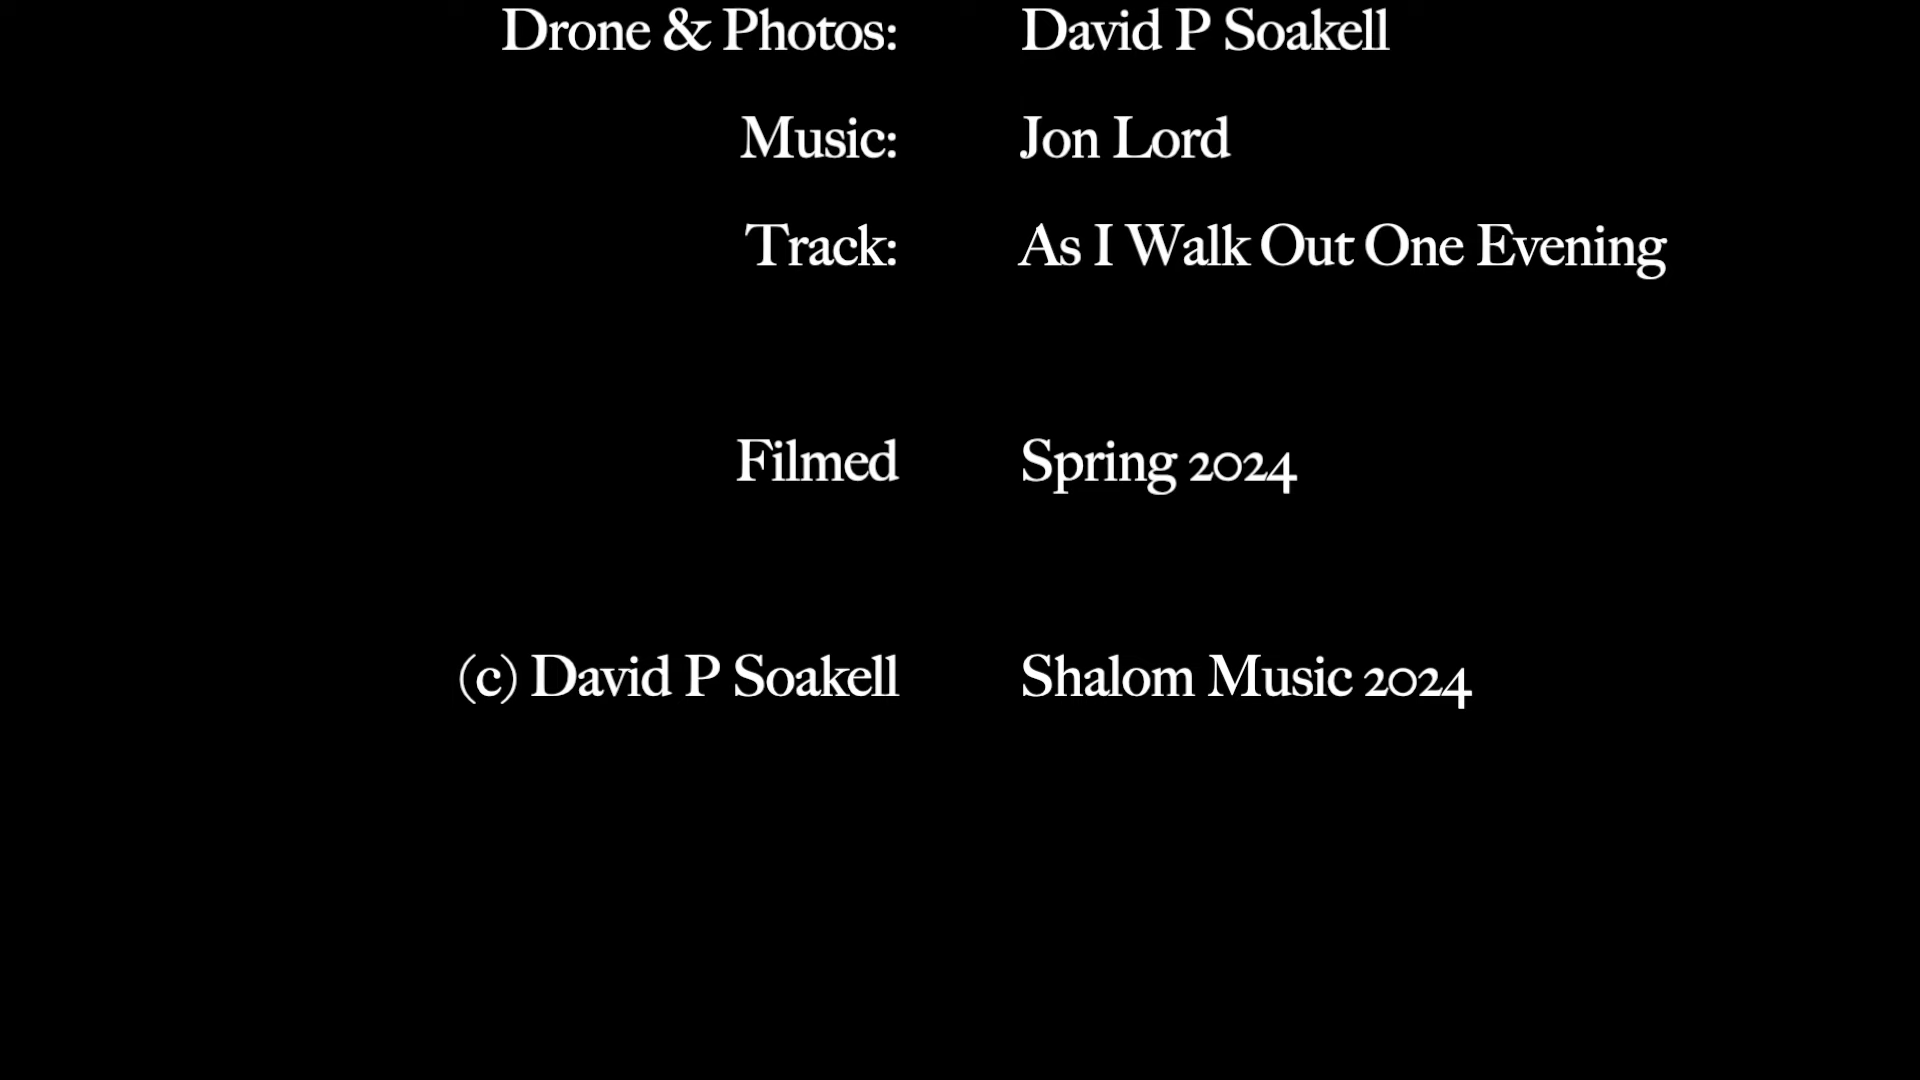 Drone & Photos: David P Soakell
Music: Jon Lord
Track: As I Walk Out One Evening
Filmed Spring 2024
(c) David P Soakell Shalom Music 2024